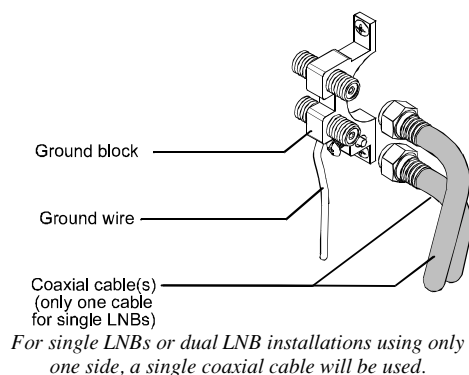 Ground block
Ground wire
Coaxial cable(s)
(only one cable
for single LNBs)
For single LNBs or dual LNB installations using only
one side, a single coaxial cable will be used.